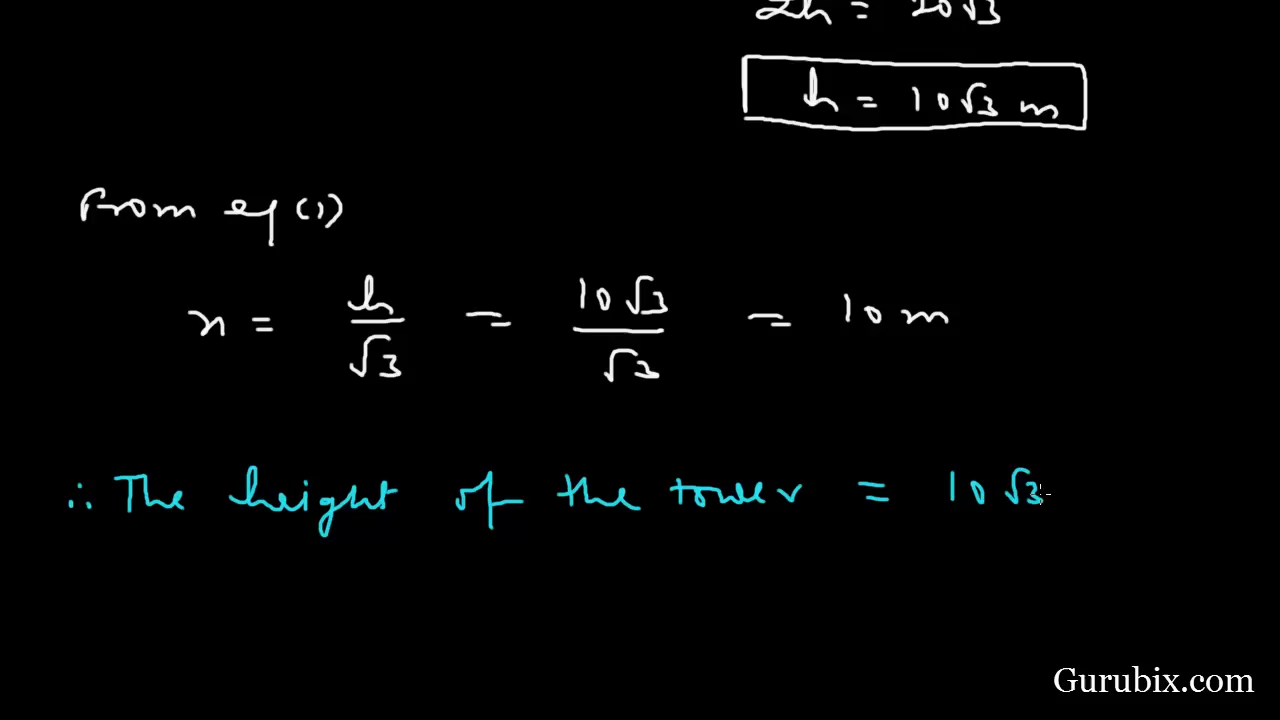 2h = 20√3
h = 10√3 m
From eq (1)
x = h/√3 = 10√3/√3 = 10 m
∴ The height of the tower = 10√3
Gurubix.com